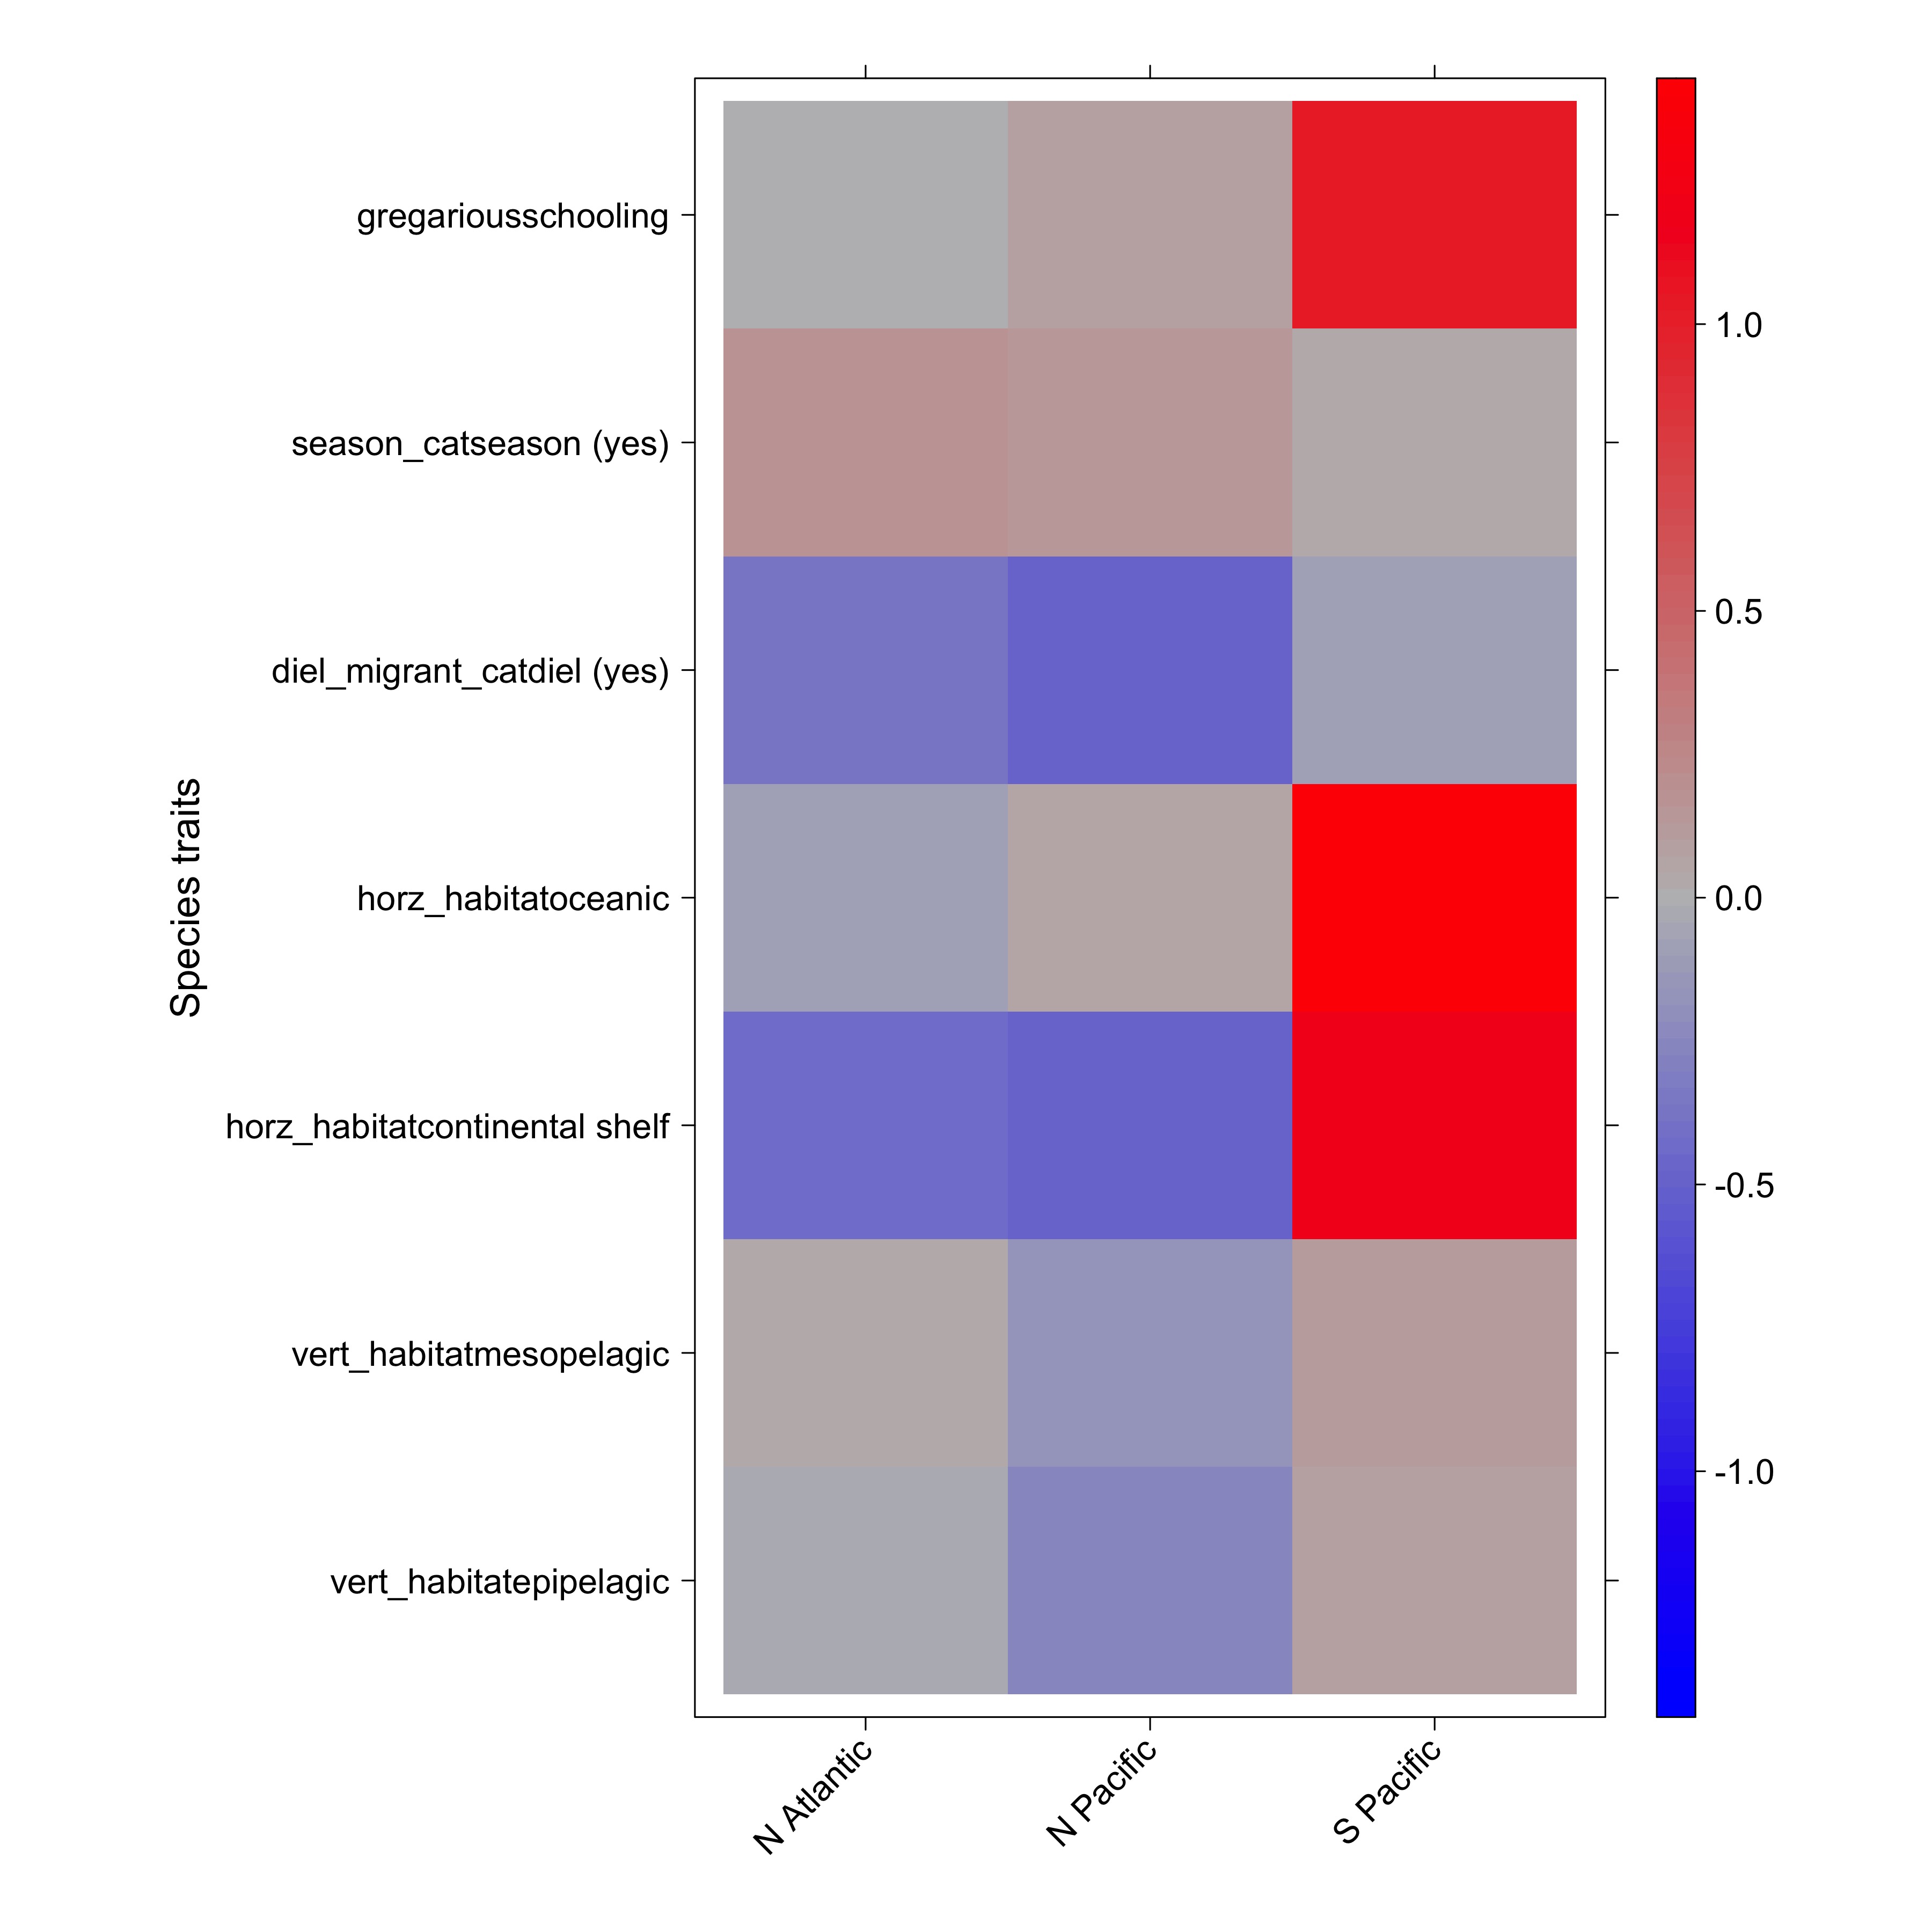 gregariousschooling
season_catseason (yes)
diel_migrant_catdiel (yes)
horz_habitatoceanic
horz_habitatcontinental shelf
vert_habitatmesopelagic
vert_habitatepipelagic
Species traits
N Atlantic
N Pacific
S Pacific
1.0
0.5
0.0
-0.5
-1.0